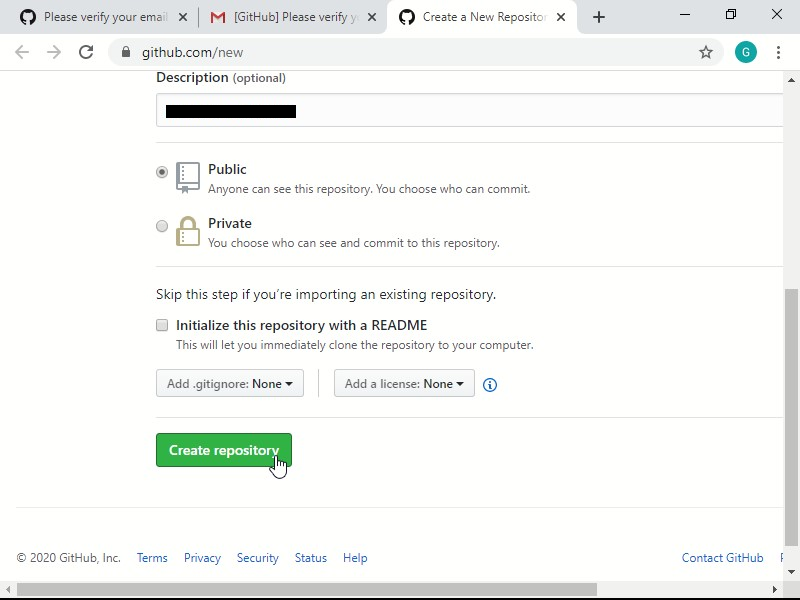 Please verify your email
[GitHub] Please verify y
Create a New Repositor
github.com/new
G
Description (optional)
Public
Anyone can see this repository. You choose who can commit.
Private
You choose who can see and commit to this repository.
Skip this step if you're importing an existing repository.
Initialize this repository with a README
This will let you immediately clone the repository to your computer.
Add .gitignore: None
Add a license: None
Create repository
© 2020 GitHub, Inc. Terms Privacy Security Status Help Contact GitHub